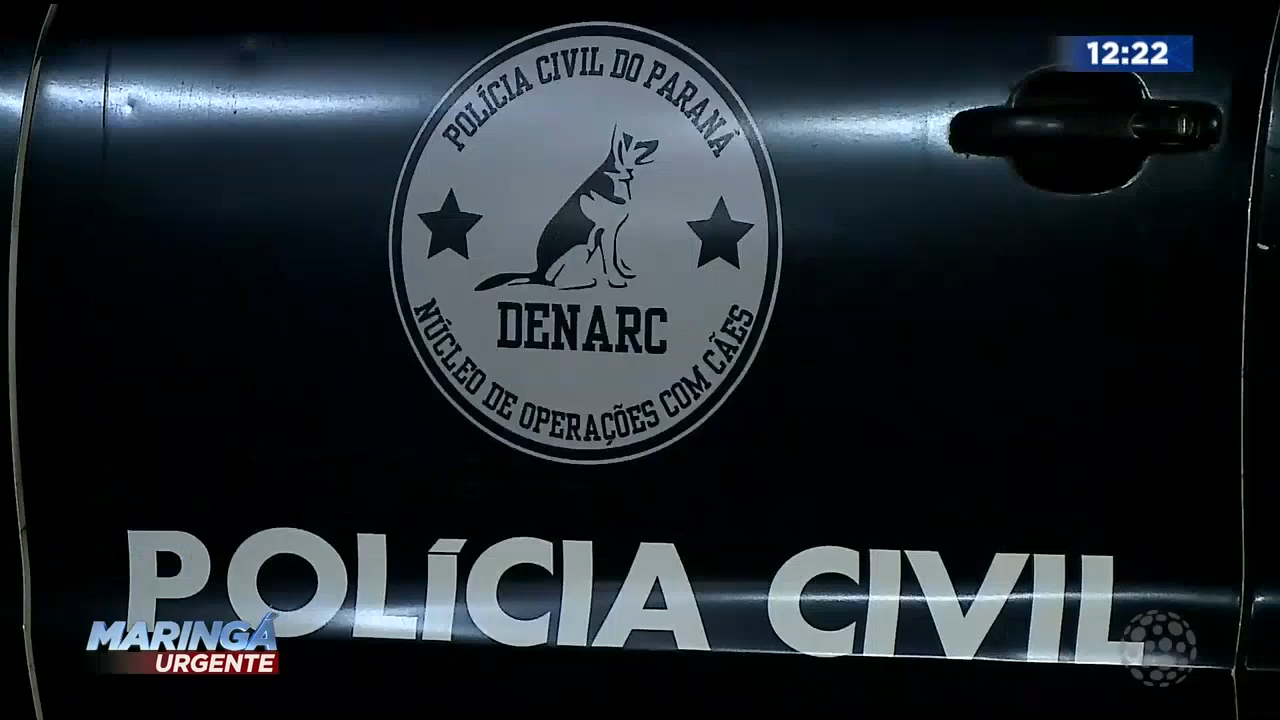 12:22
POLÍCIA CIVIL DO PARANÁ
DENARC
NÚCLEO DE OPERAÇÕES COM CÃES
POLÍCIA CIVIL
MARINGÁ
URGENTE